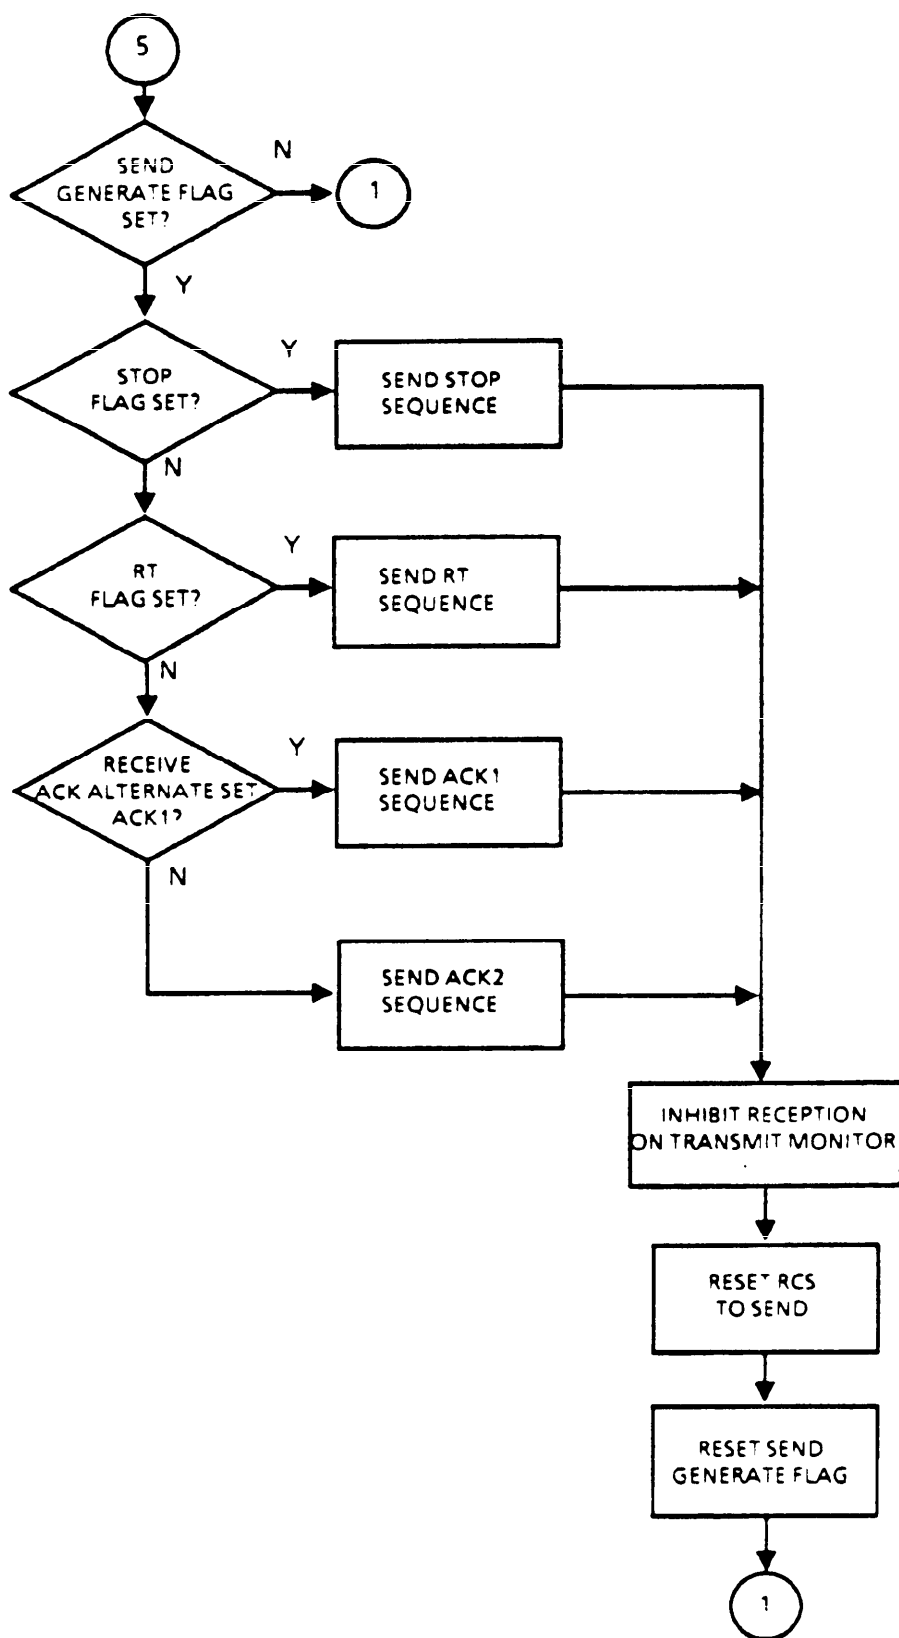 5
SEND
GENERATE FLAG
SET?
N
1
Y
STOP
FLAG SET?
Y
SEND STOP
SEQUENCE
N
RT
FLAG SET?
Y
SEND RT
SEQUENCE
N
RECEIVE
ACK ALTERNATE SET
ACK1?
Y
SEND ACK1
SEQUENCE
N
SEND ACK2
SEQUENCE
INHIBIT RECEPTION
ON TRANSMIT MONITOR
RESET RCS
TO SEND
RESET SEND
GENERATE FLAG
1